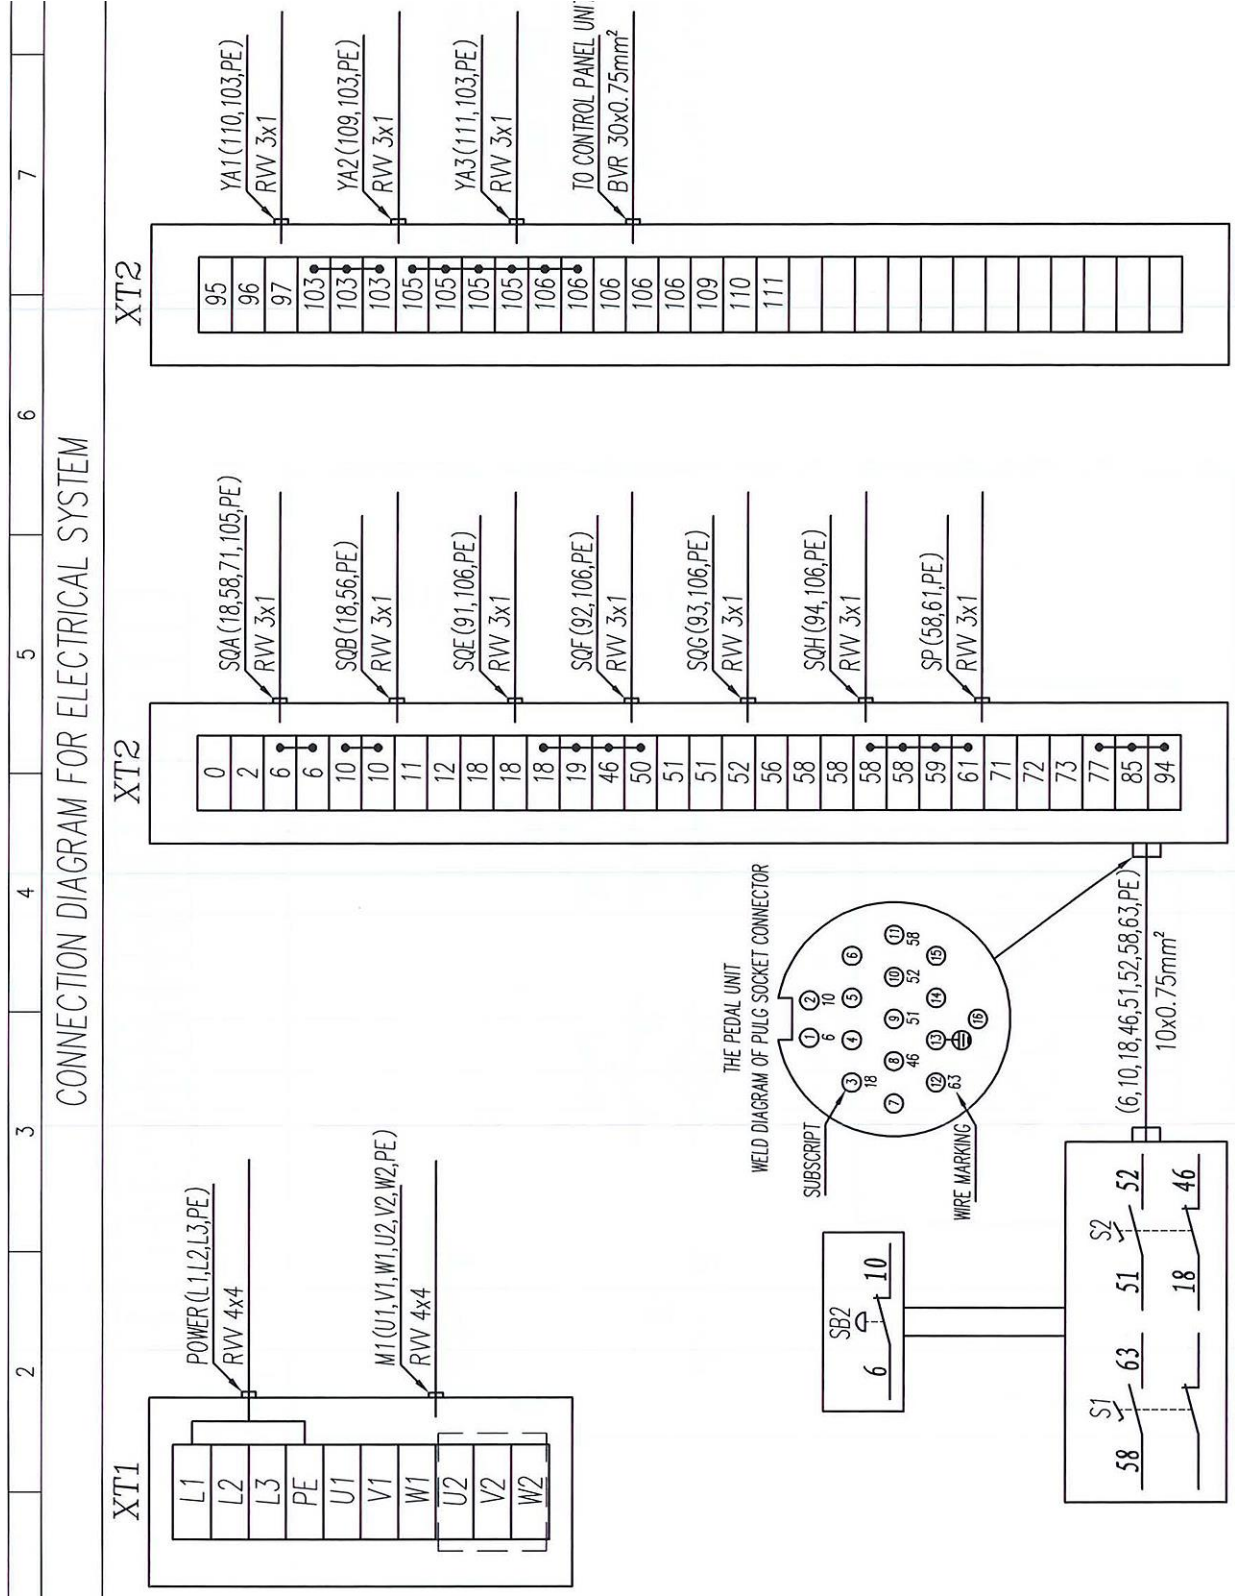 2
3
4
5
6
7
CONNECTION DIAGRAM FOR ELECTRICAL SYSTEM
XT1
L1
L2
L3
PE
U1
V1
W1
U2
V2
W2
POWER(L1,L2,L3,PE)
RVV 4x4
M1(U1,V1,W1,U2,V2,W2,PE)
RVV 4x4
XT2
0
2
6
6
10
10
11
12
18
18
18
19
46
50
51
51
52
56
58
58
58
58
59
61
71
72
73
77
85
94
SQA(18,58,71,105,PE)
RVV 3x1
SQB(18,56,PE)
RVV 3x1
SQE(91,106,PE)
RVV 3x1
SQF(92,106,PE)
RVV 3x1
SQG(93,106,PE)
RVV 3x1
SQH(94,106,PE)
RVV 3x1
SP(58,61,PE)
RVV 3x1
XT2
95
96
97
103
103
103
105
105
105
105
106
106
106
106
106
109
110
111
YA1(110,103,PE)
RVV 3x1
YA2(109,103,PE)
RVV 3x1
YA3(111,103,PE)
RVV 3x1
TO CONTROL PANEL UNI
BVR 30x0.75mm²
THE PEDAL UNIT
WELD DIAGRAM OF PULG SOCKET CONNECTOR
1 2
6 10
3 4 5 6
18
7 8 9 10 11
46 51 52 58
12 13 14 15
63
16
SUBSCRIPT
WIRE MARKING
(6,10,18,46,51,52,58,63,PE)
10x0.75mm²
SB2
6 10
S1 S2
58 63 51 52
18 46